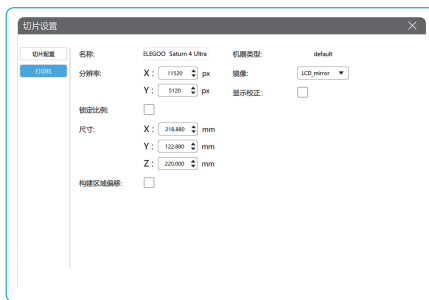 切片设置
切片配置
打印机
名称: ELEGOO Saturn 4 Ultra 机器类型: default
分辨率: X: 11520 px 镜像: LCD_mirror
Y: 5120 px 显示校正:
锁定比例:
尺寸: X: 218.880 mm
Y: 122.880 mm
Z: 220.000 mm
构建区域偏移: